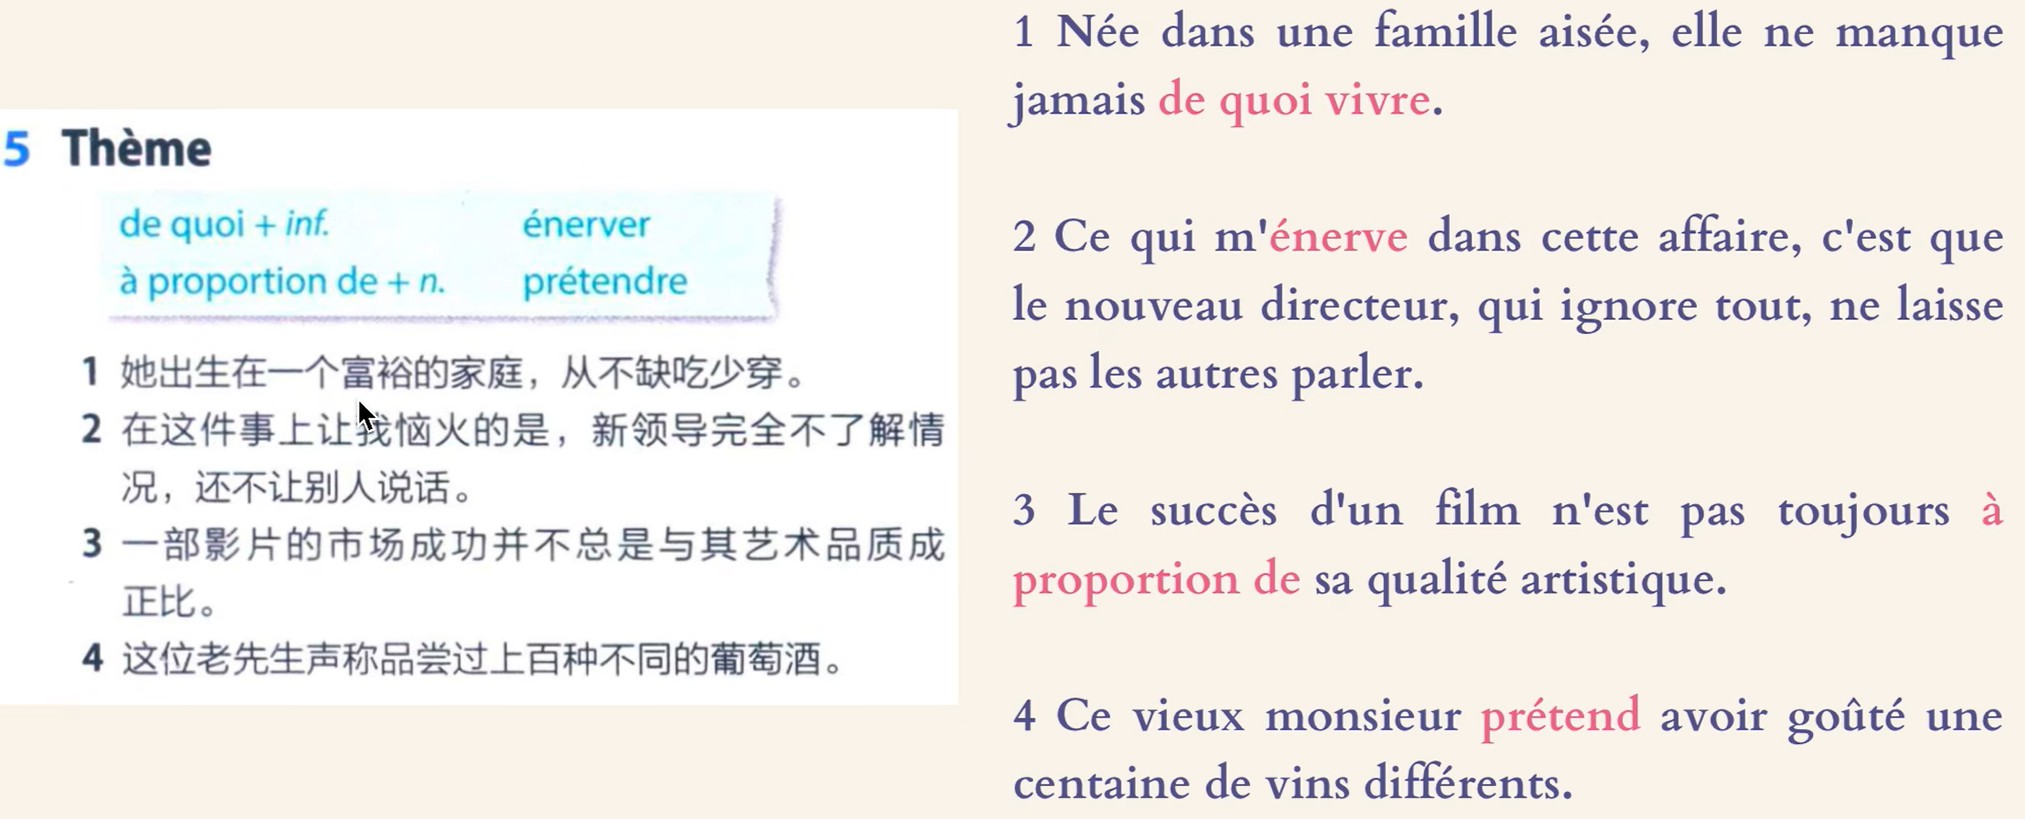 5 Thème
de quoi + inf. énerver
à proportion de + n. prétendre
1 她出生在一个富裕的家庭，从不缺吃少穿。
2 在这件事上让我恼火的是，新领导完全不了解情
况，还不让别人说话。
3 一部影片的市场成功并不总是与其艺术品质成
正比。
4 这位老先生声称品尝过上百种不同的葡萄酒。
1 Née dans une famille aisée, elle ne manque
jamais de quoi vivre.
2 Ce qui m'énerve dans cette affaire, c'est que
le nouveau directeur, qui ignore tout, ne laisse
pas les autres parler.
3 Le succès d'un film n'est pas toujours à
proportion de sa qualité artistique.
4 Ce vieux monsieur prétend avoir goûté une
centaine de vins différents.